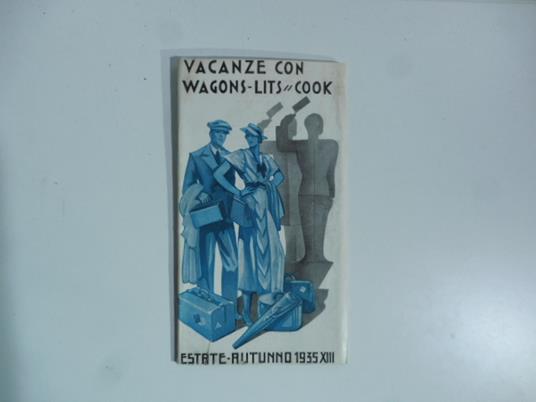 VACANZE CON
WAGONS-LITS // COOK
ESTATE-AUTUNNO 1935 XIII